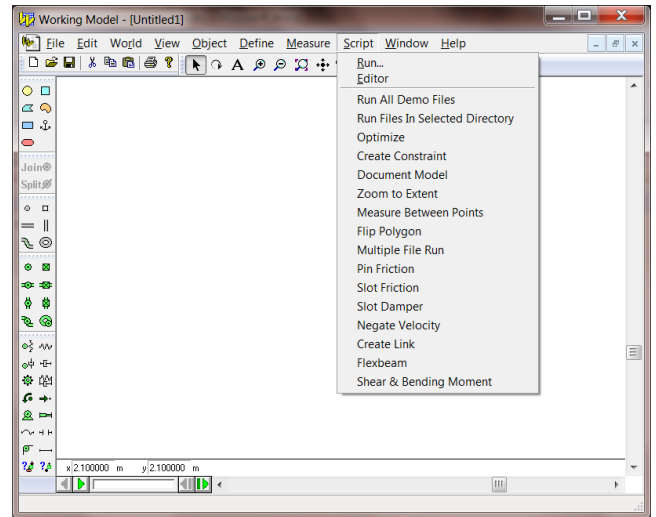 Working Model - [Untitled1]
File Edit World View Object Define Measure Script Window Help
A
Run...
Editor
Run All Demo Files
Run Files In Selected Directory
Optimize
Create Constraint
Document Model
Zoom to Extent
Measure Between Points
Flip Polygon
Multiple File Run
Pin Friction
Slot Friction
Slot Damper
Negate Velocity
Create Link
Flexbeam
Shear & Bending Moment
Join
Split
x 2.100000 m y 2.100000 m